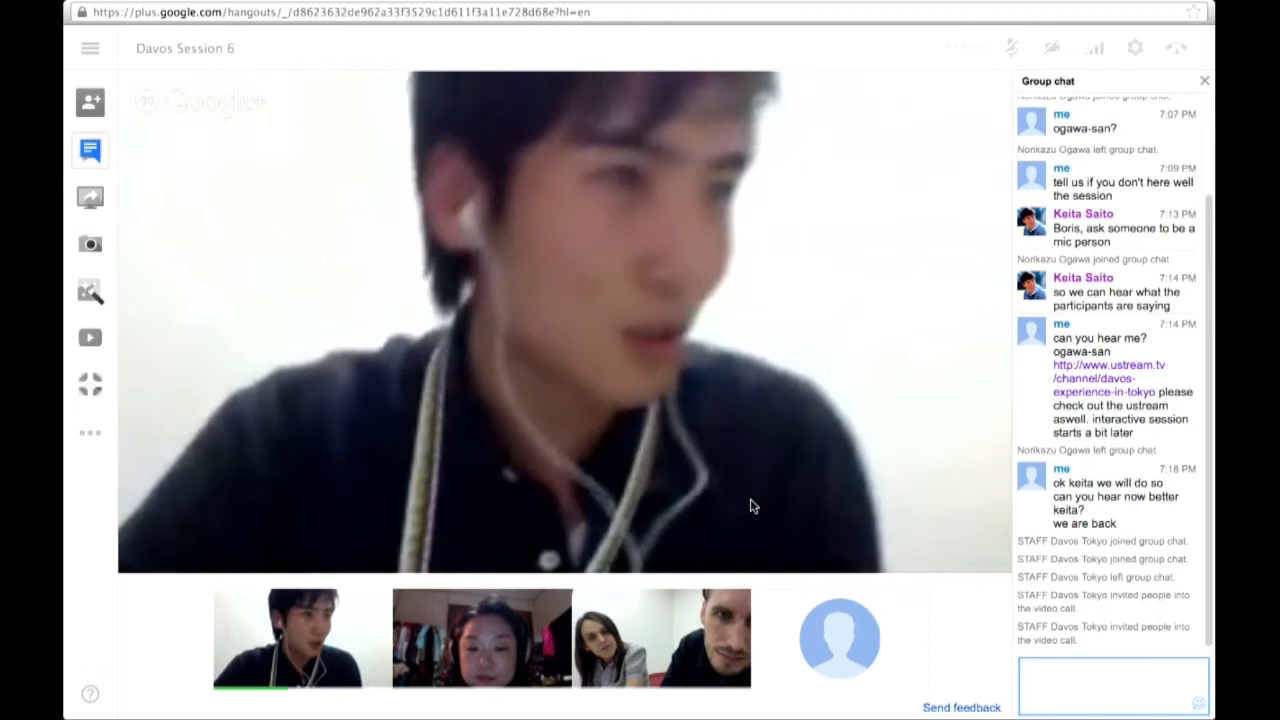 https://plus.google.com/hangouts/_/d8623632de962a33f3529c1d611f3a11e728d68e?hl=en
Davos Session 6
Google+
Group chat
Norikazu Ogawa joined group chat.
me 7:07 PM
ogawa-san?
Norikazu Ogawa left group chat.
me 7:09 PM
tell us if you don't here well
the session
Keita Saito 7:13 PM
Boris, ask someone to be a
mic person
Norikazu Ogawa joined group chat.
Keita Saito 7:14 PM
so we can hear what the
participants are saying
me 7:14 PM
can you hear me?
ogawa-san
http://www.ustream.tv
/channel/davos-
experience-in-tokyo please
check out the ustream
aswell. interactive session
starts a bit later
Norikazu Ogawa left group chat.
me 7:18 PM
ok keita we will do so
can you hear now better
keita?
we are back
STAFF Davos Tokyo joined group chat.
STAFF Davos Tokyo joined group chat.
STAFF Davos Tokyo left group chat.
STAFF Davos Tokyo invited people into
the video call.
STAFF Davos Tokyo invited people into
the video call.
Send feedback